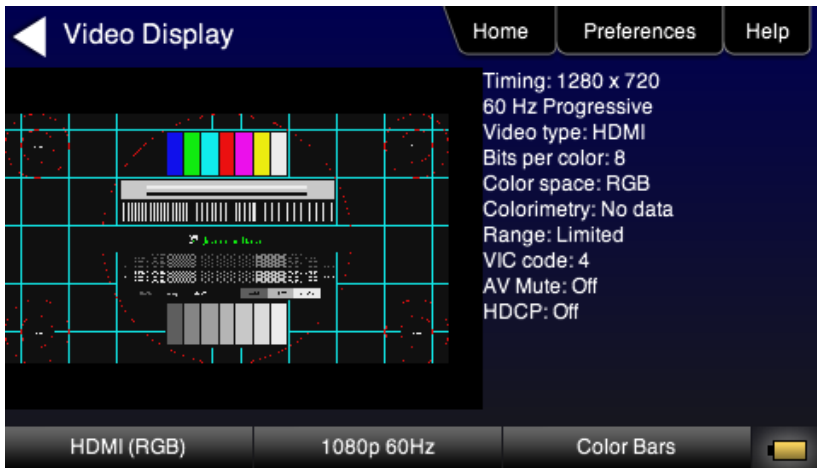 Video Display
Home
Preferences
Help
Timing: 1280 x 720
60 Hz Progressive
Video type: HDMI
Bits per color: 8
Color space: RGB
Colorimetry: No data
Range: Limited
VIC code: 4
AV Mute: Off
HDCP: Off
HDMI (RGB)
1080p 60Hz
Color Bars